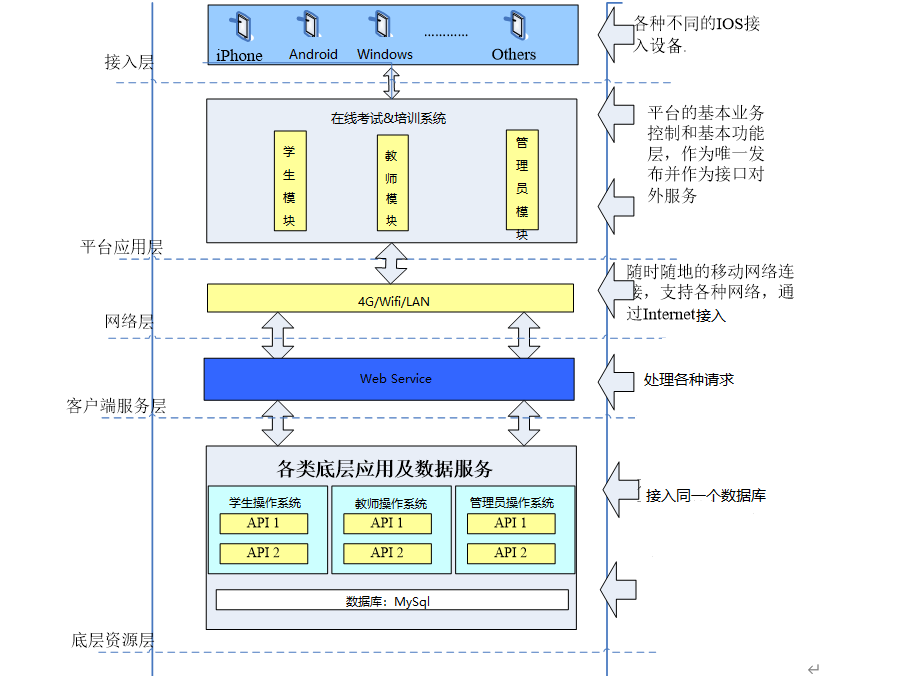 iPhone
Android
Windows
…………
Others
各种不同的IOS接
入设备.
接入层
在线考试&培训系统
学生模块
教师模块
管理员模块
平台的基本业务
控制和基本功能
层，作为唯一发
布并作为接口对
外服务
平台应用层
4G/Wifi/LAN
随时随地的移动网络连
接，支持各种网络，通
过Internet接入
网络层
Web Service
处理各种请求
客户端服务层
各类底层应用及数据服务
学生操作系统
API 1
API 2
教师操作系统
API 1
API 2
管理员操作系统
API 1
API 2
接入同一个数据库
数据库：MySql
底层资源层